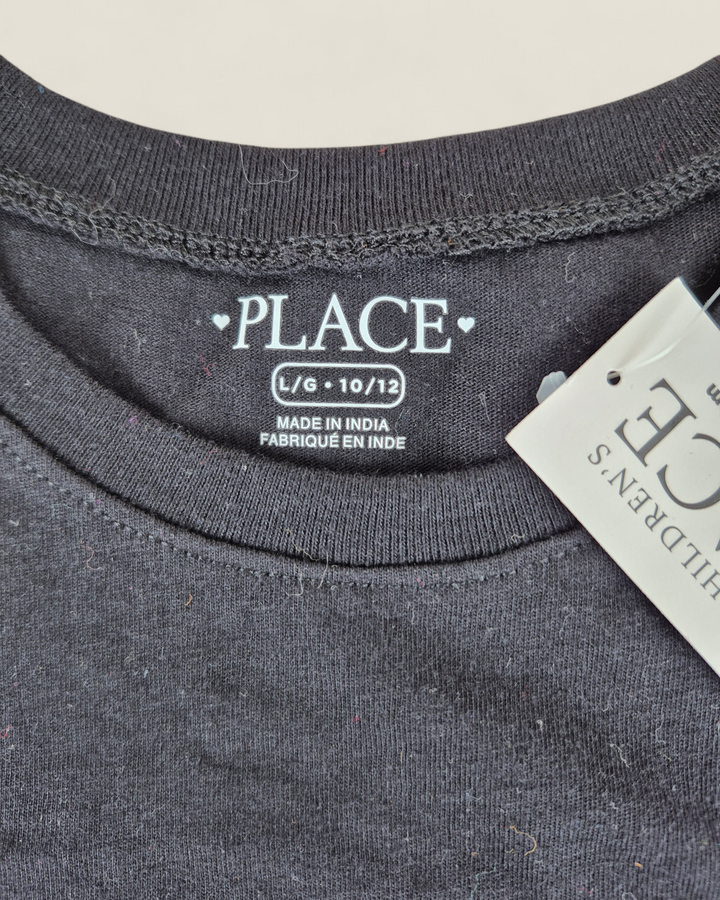 PLACE
L/G • 10/12
MADE IN INDIA
FABRIQUÉ EN INDE